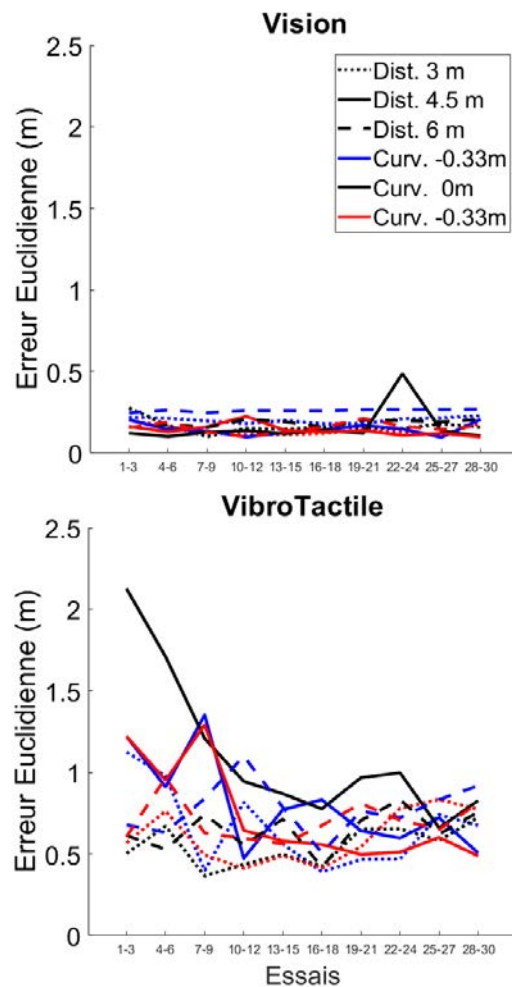 Vision
Erreur Euclidienne (m)
2.5
2
1.5
1
0.5
0
Dist. 3 m
Dist. 4.5 m
Dist. 6 m
Curv. -0.33m
Curv. 0m
Curv. -0.33m
1-3 4-6 7-9 10-12 13-15 16-18 19-21 22-24 25-27 28-30
VibroTactile
Erreur Euclidienne (m)
2.5
2
1.5
1
0.5
0
1-3 4-6 7-9 10-12 13-15 16-18 19-21 22-24 25-27 28-30
Essais